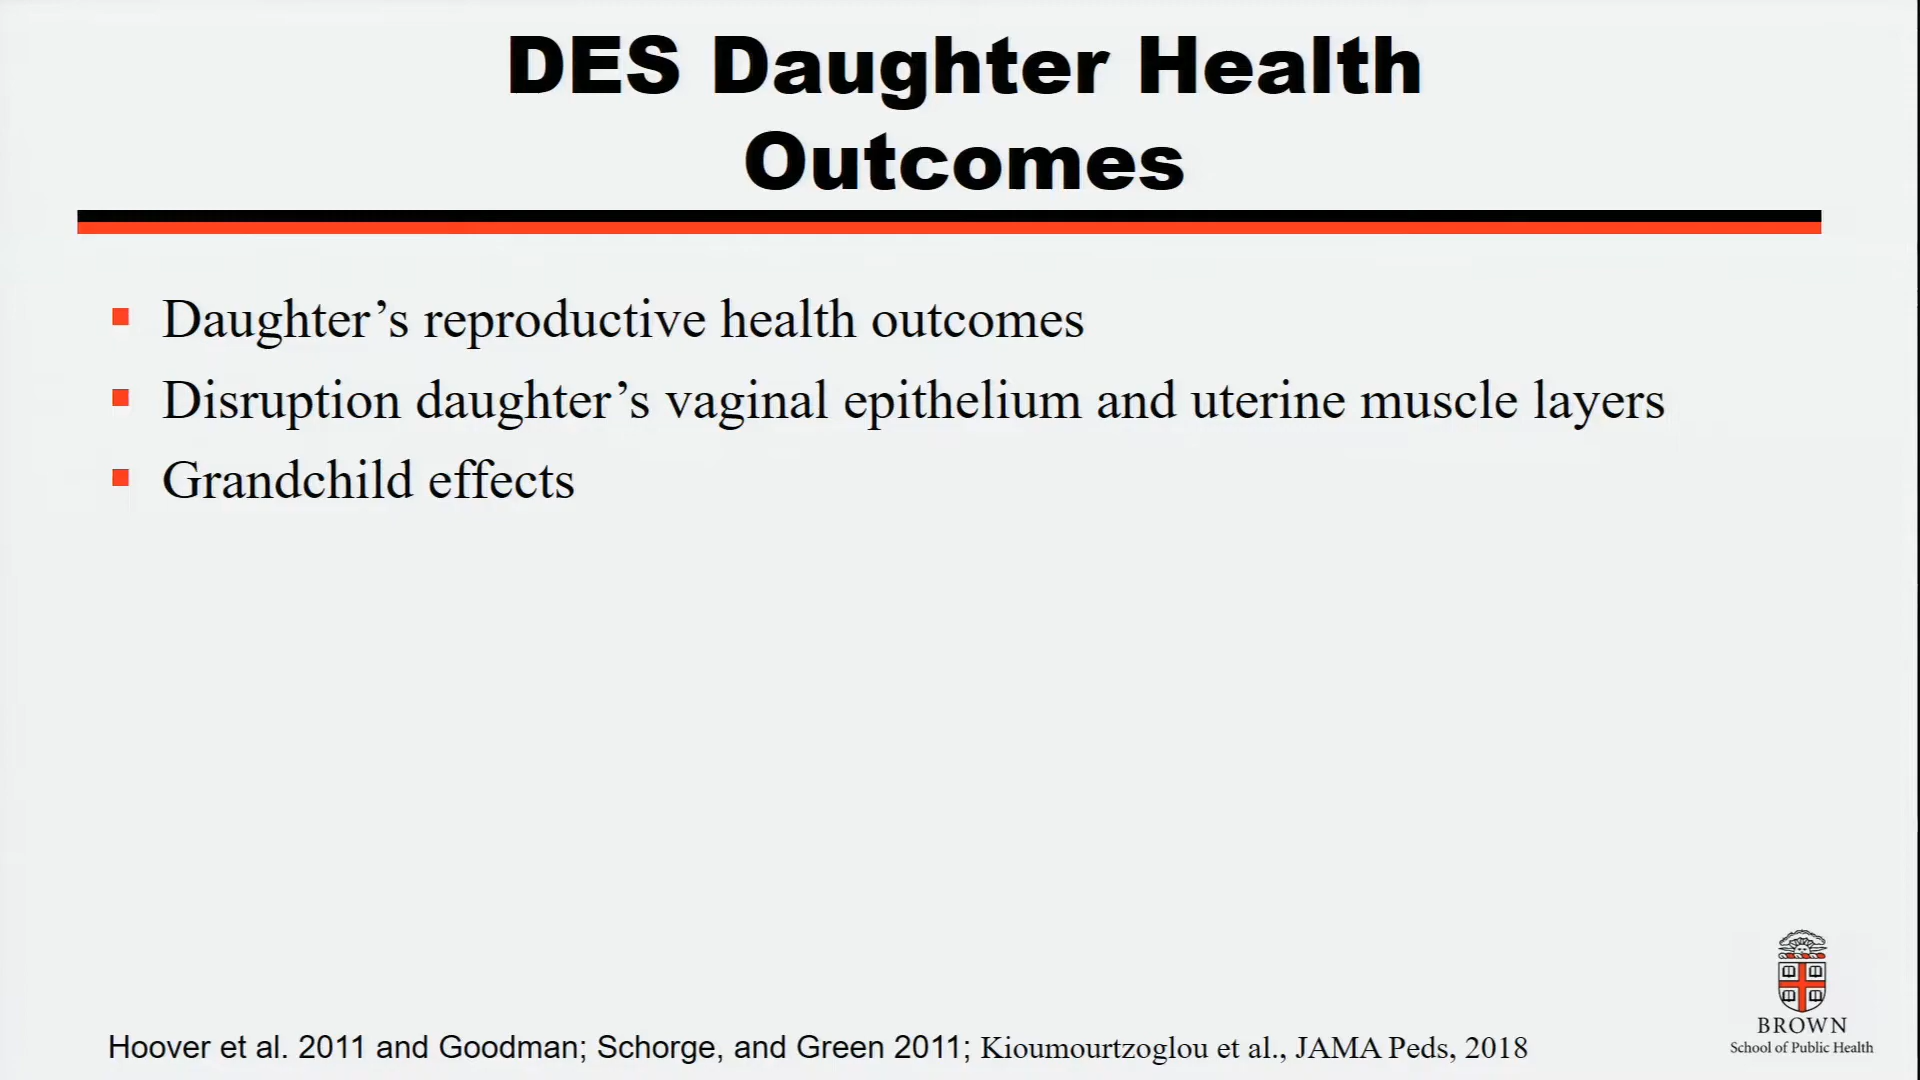 DES Daughter Health
Outcomes
Daughter’s reproductive health outcomes
Disruption daughter’s vaginal epithelium and uterine muscle layers
Grandchild effects
Hoover et al. 2011 and Goodman; Schorge, and Green 2011; Kioumourtzoglou et al., JAMA Peds, 2018
BROWN
School of Public Health